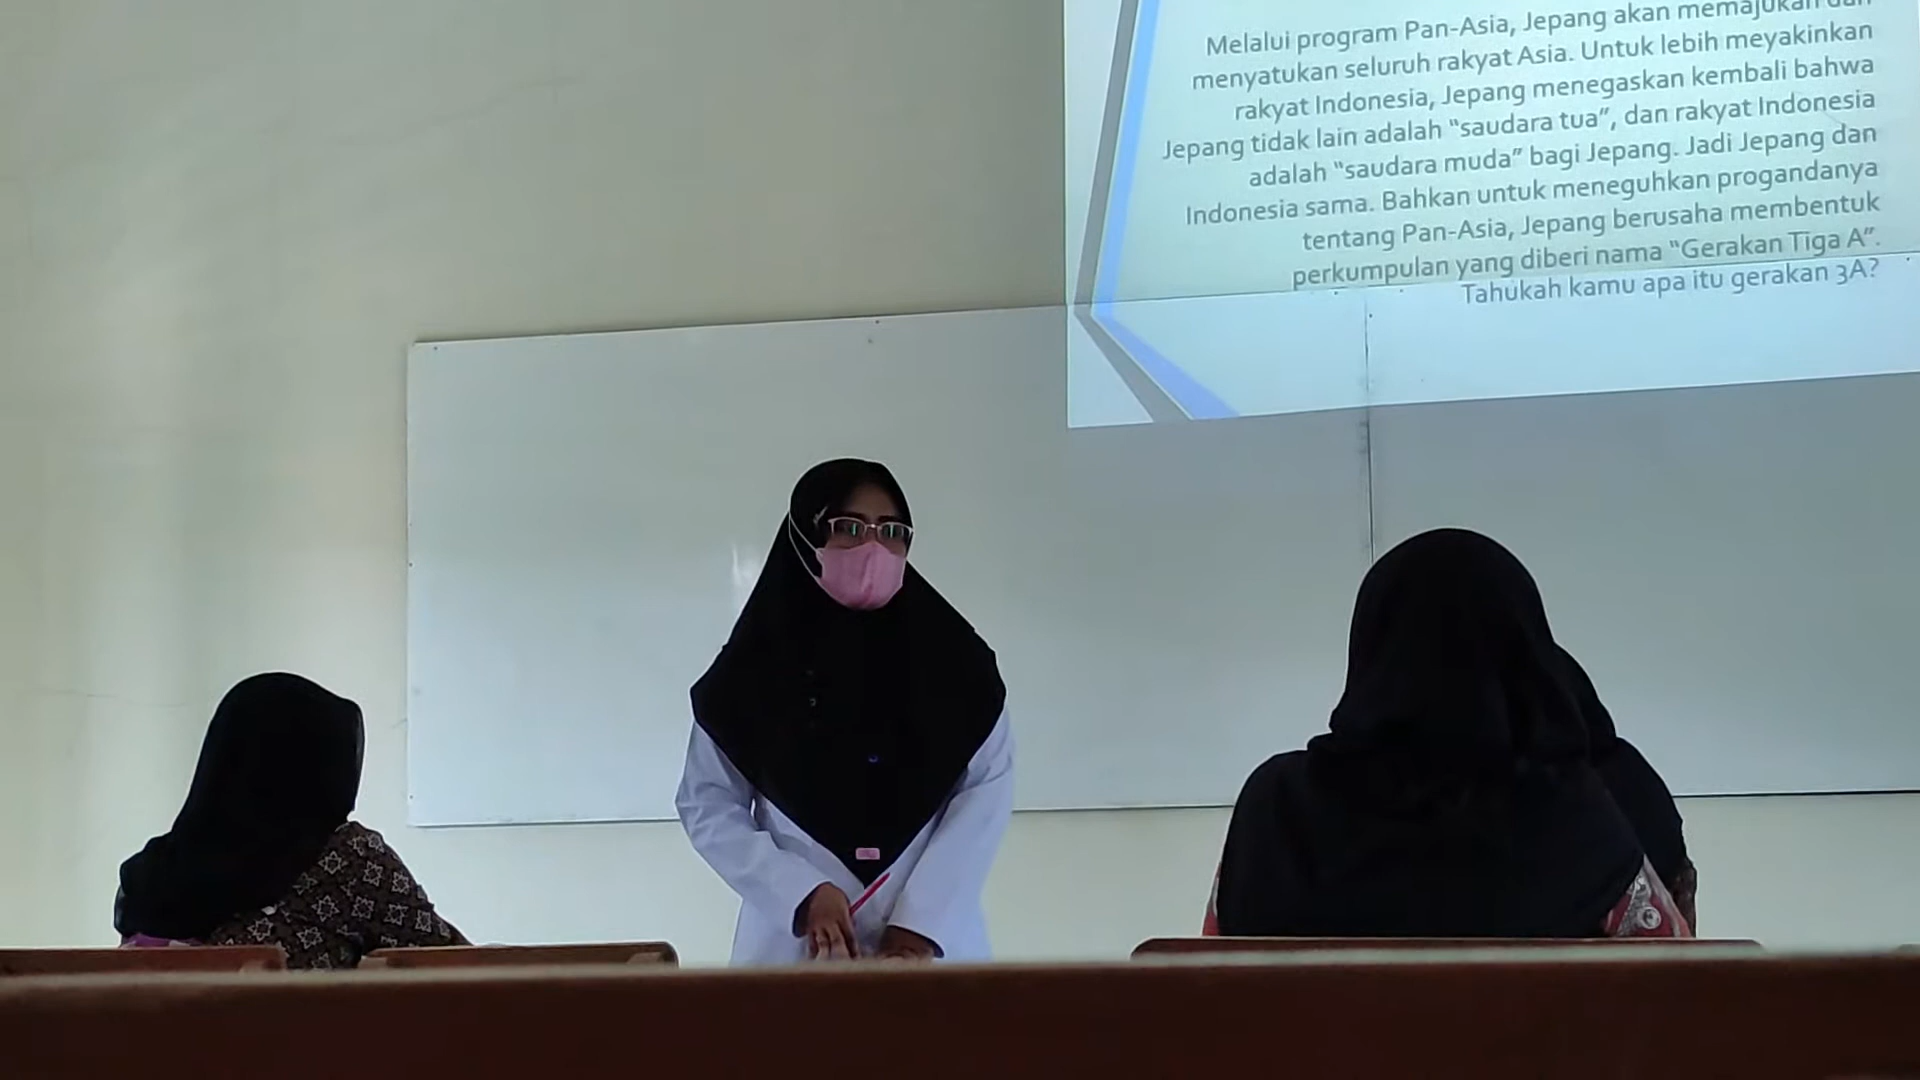 Melalui program Pan-Asia, Jepang akan memajukan dan
menyatukan seluruh rakyat Asia. Untuk lebih meyakinkan
rakyat Indonesia, Jepang menegaskan kembali bahwa
Jepang tidak lain adalah “saudara tua”, dan rakyat Indonesia
adalah “saudara muda” bagi Jepang. Jadi Jepang dan
Indonesia sama. Bahkan untuk meneguhkan progandanya
tentang Pan-Asia, Jepang berusaha membentuk
perkumpulan yang diberi nama “Gerakan Tiga A”.
Tahukah kamu apa itu gerakan 3A?